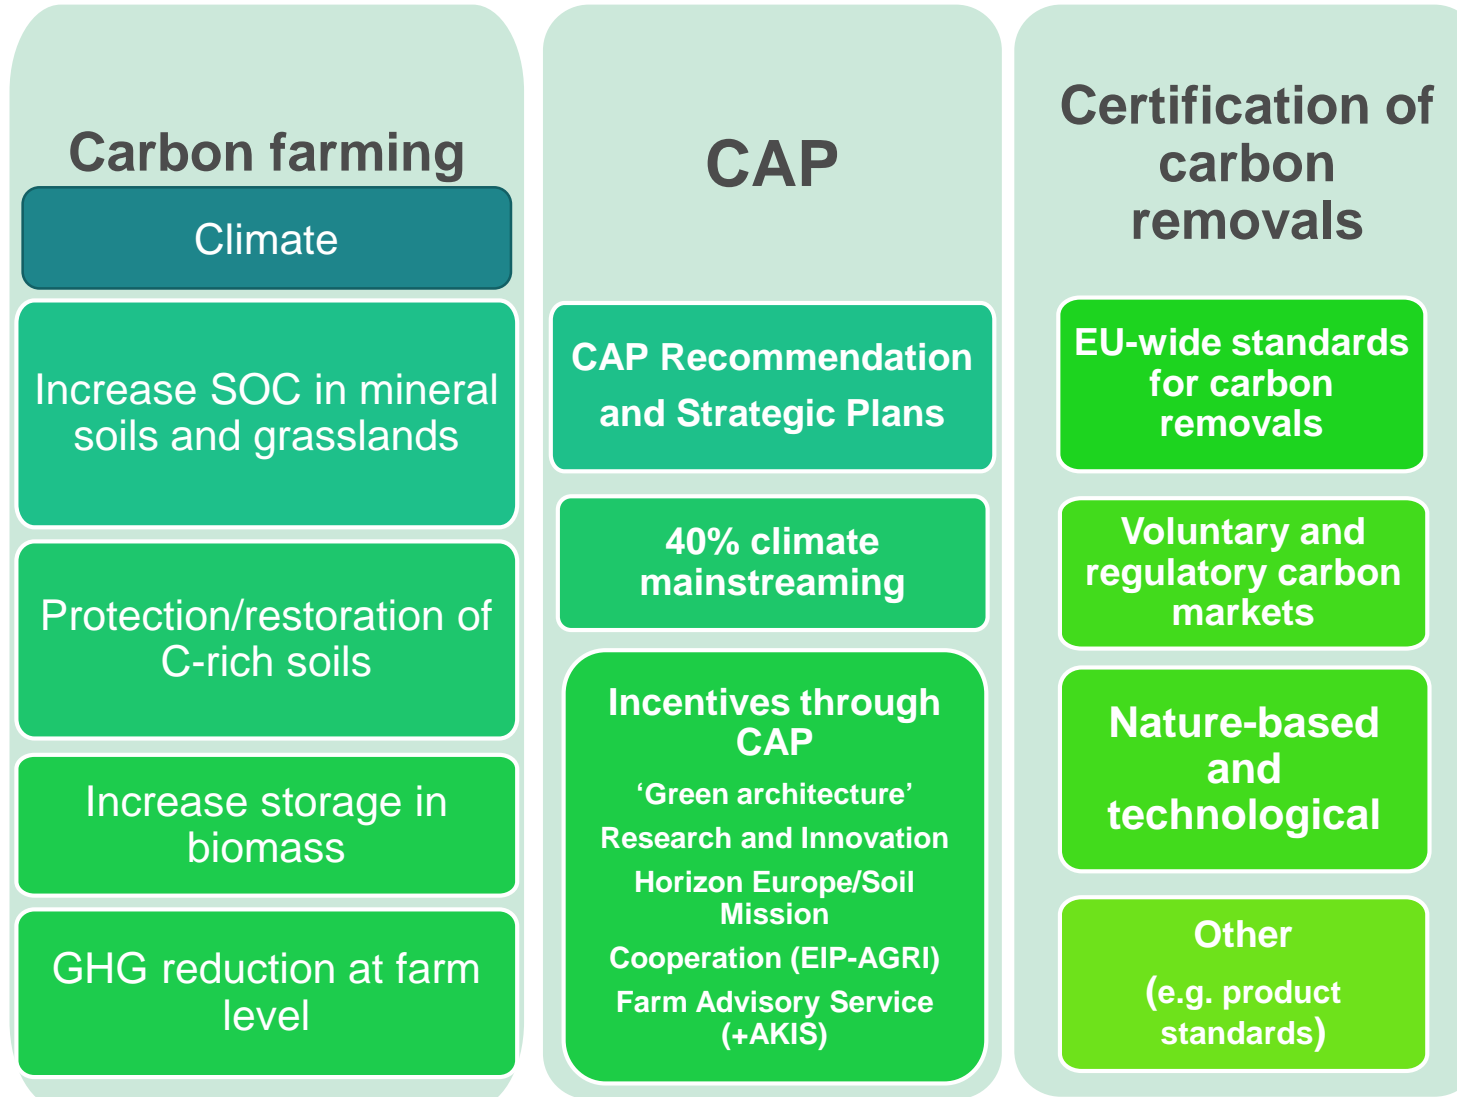 Carbon farming
Climate
Increase SOC in mineral
soils and grasslands
Protection/restoration of
C-rich soils
Increase storage in
biomass
GHG reduction at farm
level
CAP
CAP Recommendation
and Strategic Plans
40% climate
mainstreaming
Incentives through
CAP
‘Green architecture’
Research and Innovation
Horizon Europe/Soil
Mission
Cooperation (EIP-AGRI)
Farm Advisory Service
(+AKIS)
Certification of
carbon
removals
EU-wide standards
for carbon
removals
Voluntary and
regulatory carbon
markets
Nature-based
and
technological
Other
(e.g. product
standards)